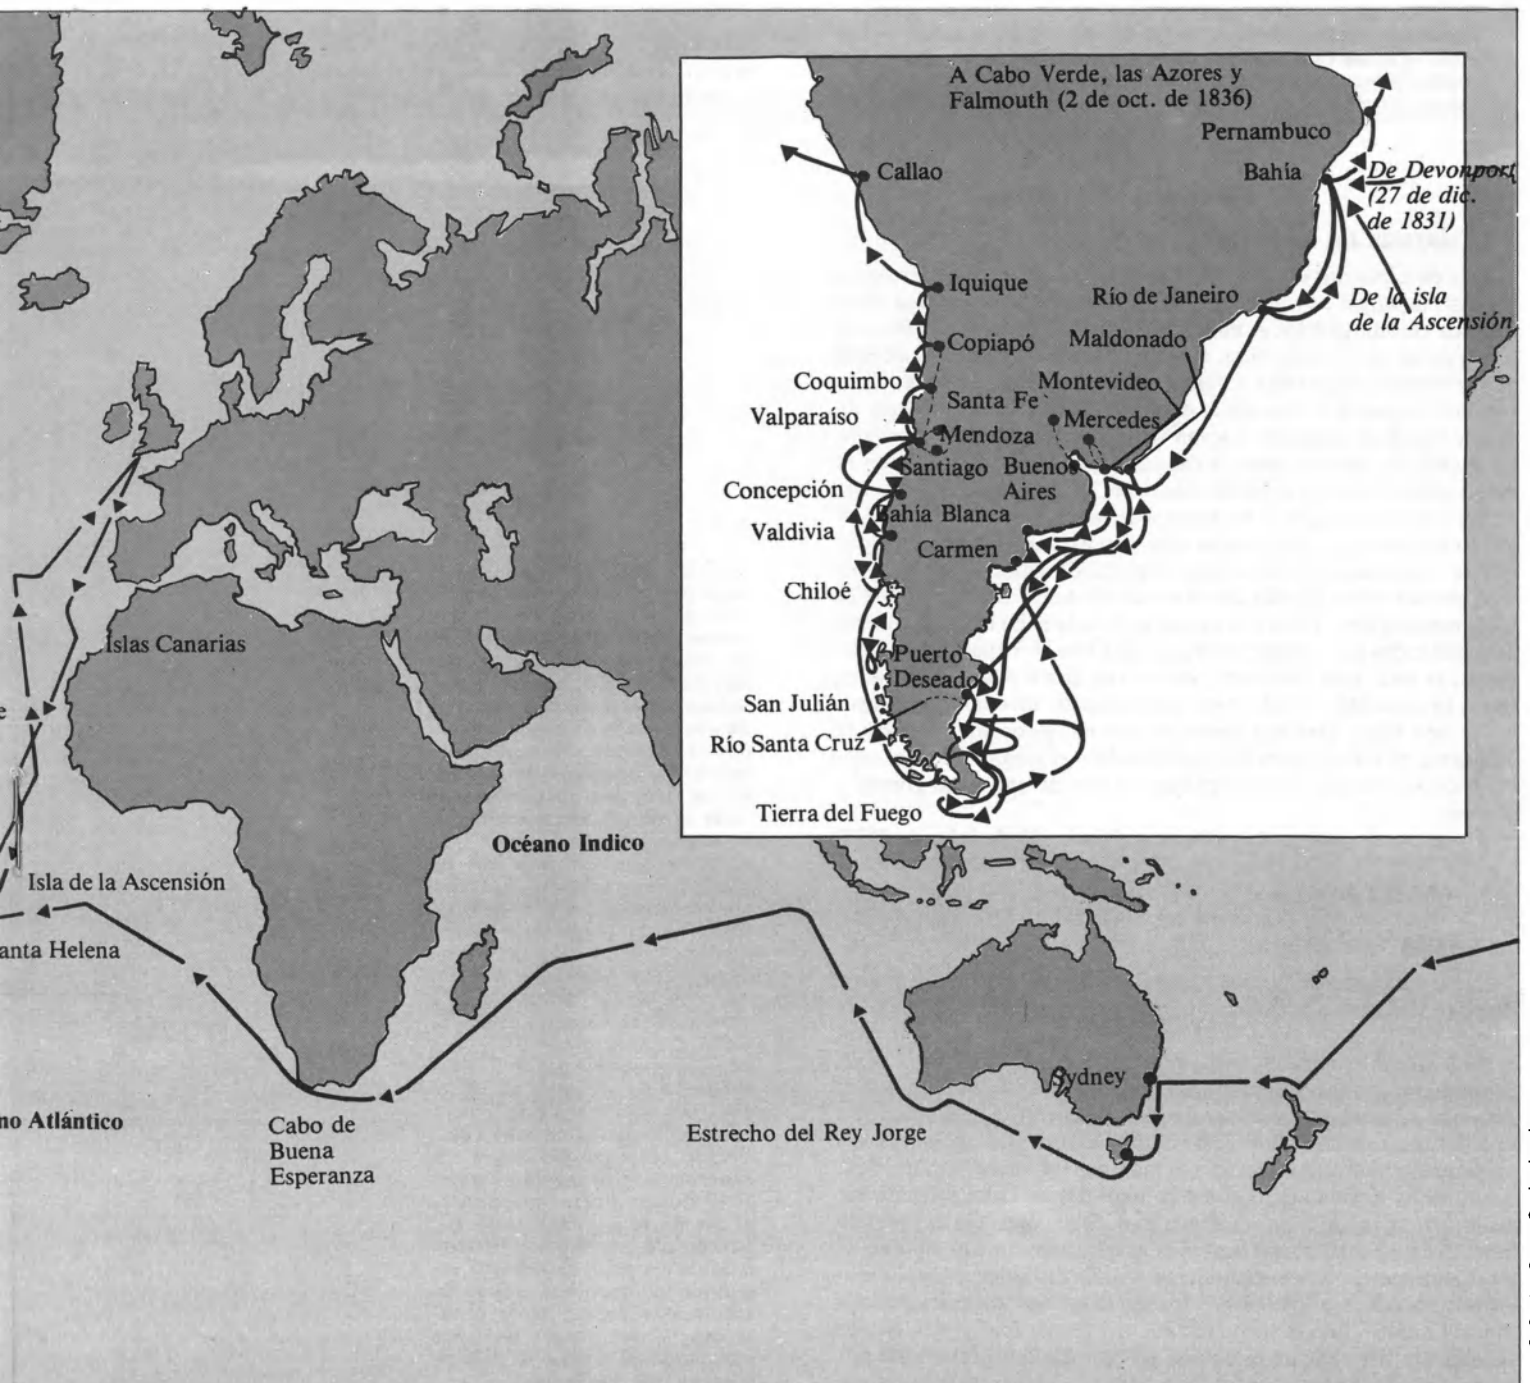 A Cabo Verde, las Azores y
Falmouth (2 de oct. de 1836)
Pernambuco
Bahía
De Devonport
(27 de dic.
de 1831)
Callao
Iquique
Río de Janeiro
De la isla
de la Ascensión
Copiapó
Maldonado
Coquimbo
Montevideo
Santa Fe
Valparaíso
Mercedes
Mendoza
Santiago
Buenos
Aires
Concepción
Bahía Blanca
Valdivia
Carmen
Chiloé
Puerto
Deseado
San Julián
Río Santa Cruz
Tierra del Fuego
Islas Canarias
e
Océano Indico
Isla de la Ascensión
anta Helena
Sydney
no Atlántico
Cabo de
Buena
Esperanza
Estrecho del Rey Jorge